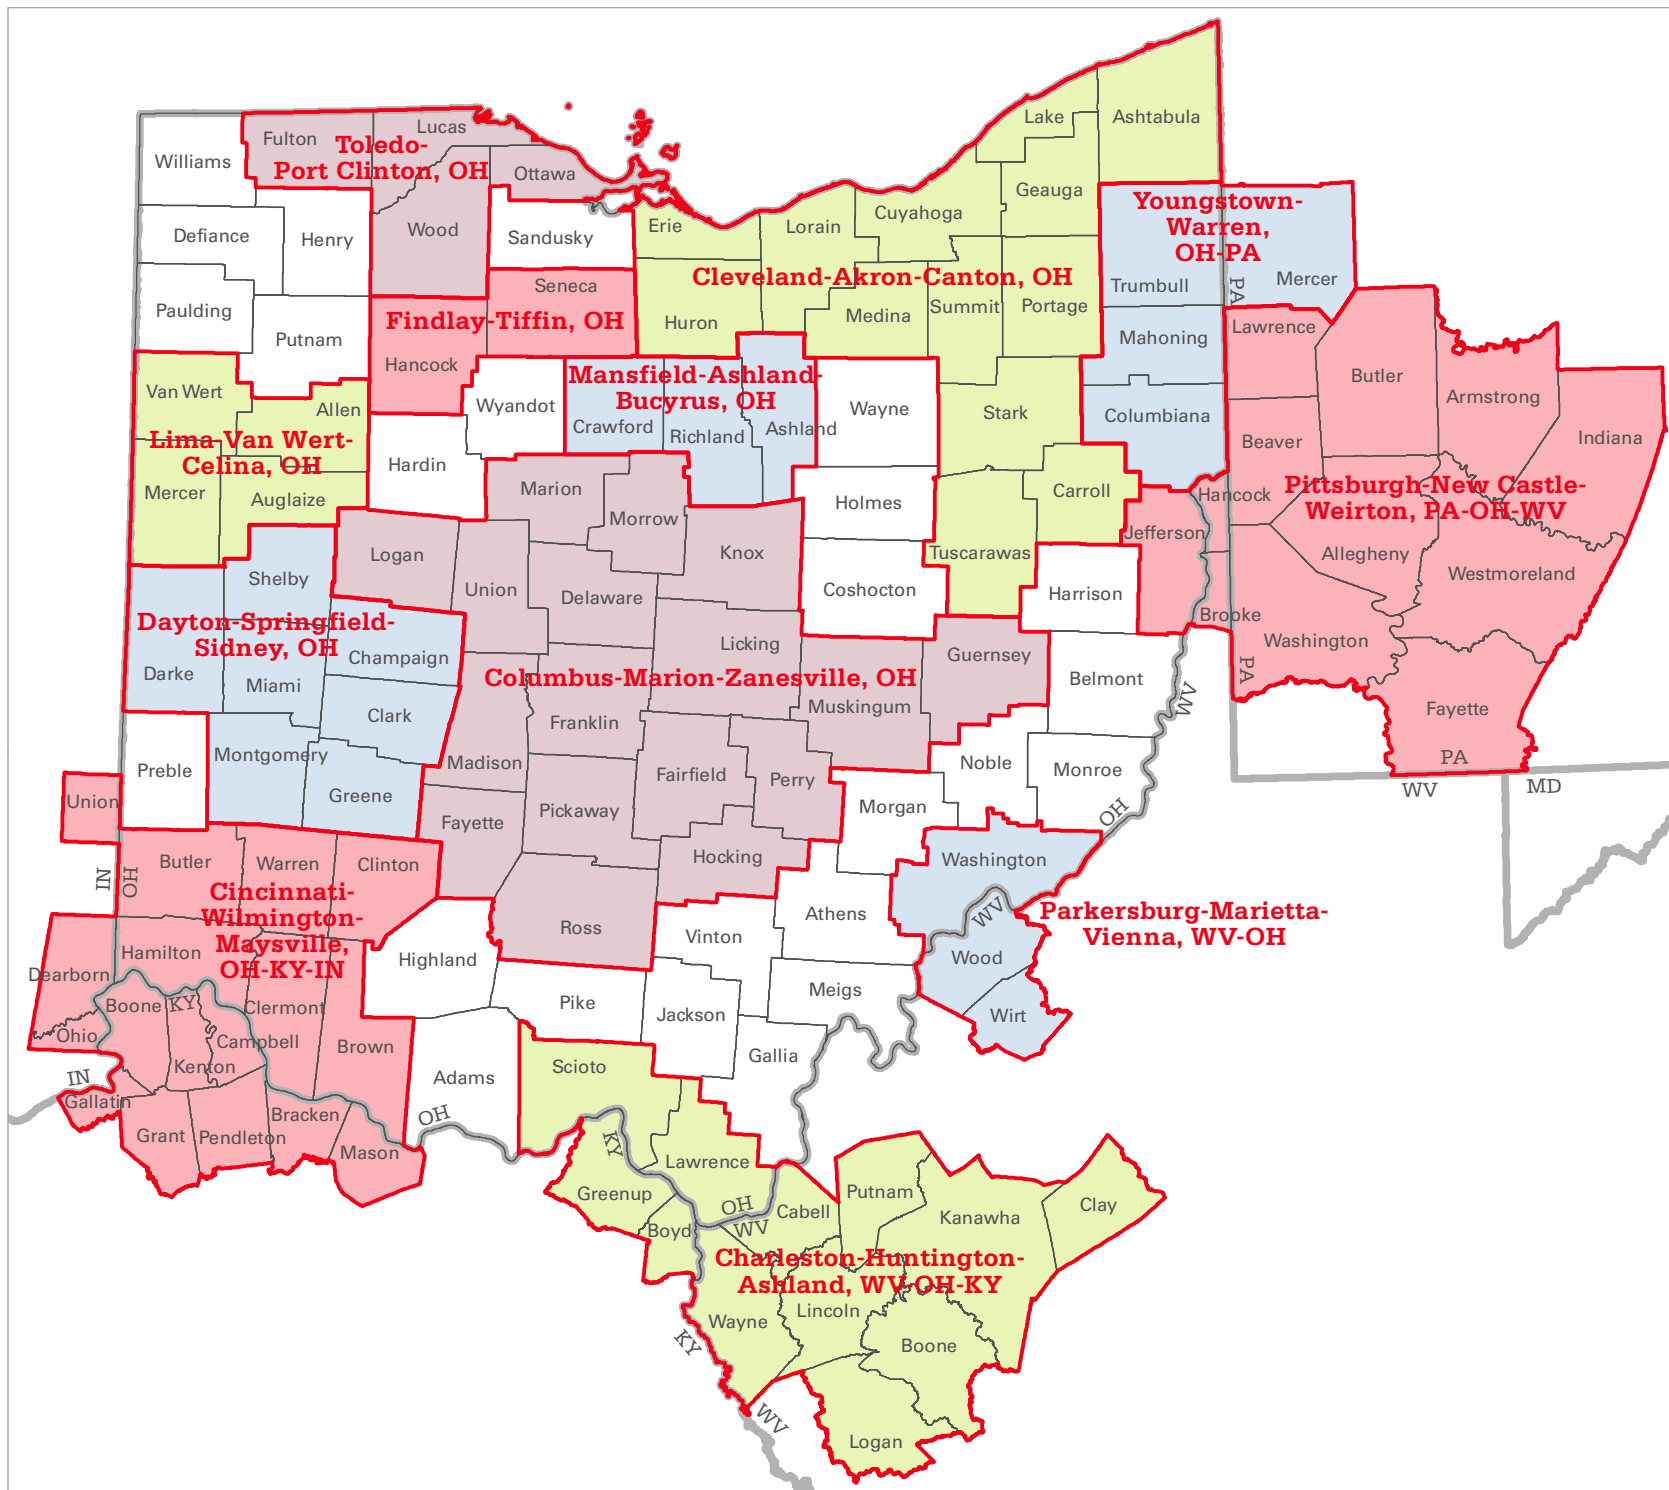 Lake
Ashtabula
Fulton
Lucas
Williams
Toledo-
Port Clinton, OH
Ottawa
Geauga
Youngstown-
Warren,
OH-PA
Wood
Defiance
Henry
Sandusky
Erie
Lorain
Cuyahoga
Cleveland-Akron-Canton, OH
Trumbull
PA
Mercer
Paulding
Putnam
Seneca
Findlay-Tiffin, OH
Hancock
Huron
Medina
Summit
Portage
Mahoning
Lawrence
Butler
Armstrong
Indiana
Van Wert
Allen
Lima-Van Wert-
Celina, OH
Mercer
Auglaize
Wyandot
Hardin
Mansfield-Ashland-
Bucyrus, OH
Crawford
Richland
Ashland
Wayne
Stark
Columbiana
Beaver
Hancock
Pittsburgh-New Castle-
Weirton, PA-OH-WV
Marion
Morrow
Holmes
Carroll
Jefferson
Allegheny
Westmoreland
Logan
Union
Delaware
Knox
Coshocton
Tuscarawas
Harrison
Brooke
Washington
Shelby
Dayton-Springfield-
Sidney, OH
Champaign
Darke
Miami
Clark
Licking
Columbus-Marion-Zanesville, OH
Guernsey
Muskingum
Belmont
WV
PA
Fayette
PA
WV
MD
Preble
Montgomery
Greene
Madison
Franklin
Fairfield
Perry
Noble
Monroe
Union
Fayette
Pickaway
Morgan
OH
Butler
Warren
Clinton
Hocking
Washington
IN
OH
Cincinnati-
Wilmington-
Maysville,
OH-KY-IN
Ross
Athens
WV
Parkersburg-Marietta-
Vienna, WV-OH
Hamilton
Highland
Vinton
Wood
Dearborn
Boone
KY
Clermont
Pike
Jackson
Meigs
Wirt
Ohio
Campbell
Kenton
Brown
Gallia
IN
Gallatin
Adams
Scioto
Grant
Pendleton
Bracken
OH
Mason
KY
Lawrence
Greenup
Boyd
OH
WV
Cabell
Putnam
Kanawha
Clay
Charleston-Huntington-
Ashland, WV-OH-KY
Wayne
Lincoln
KY
Boone
WV
Logan